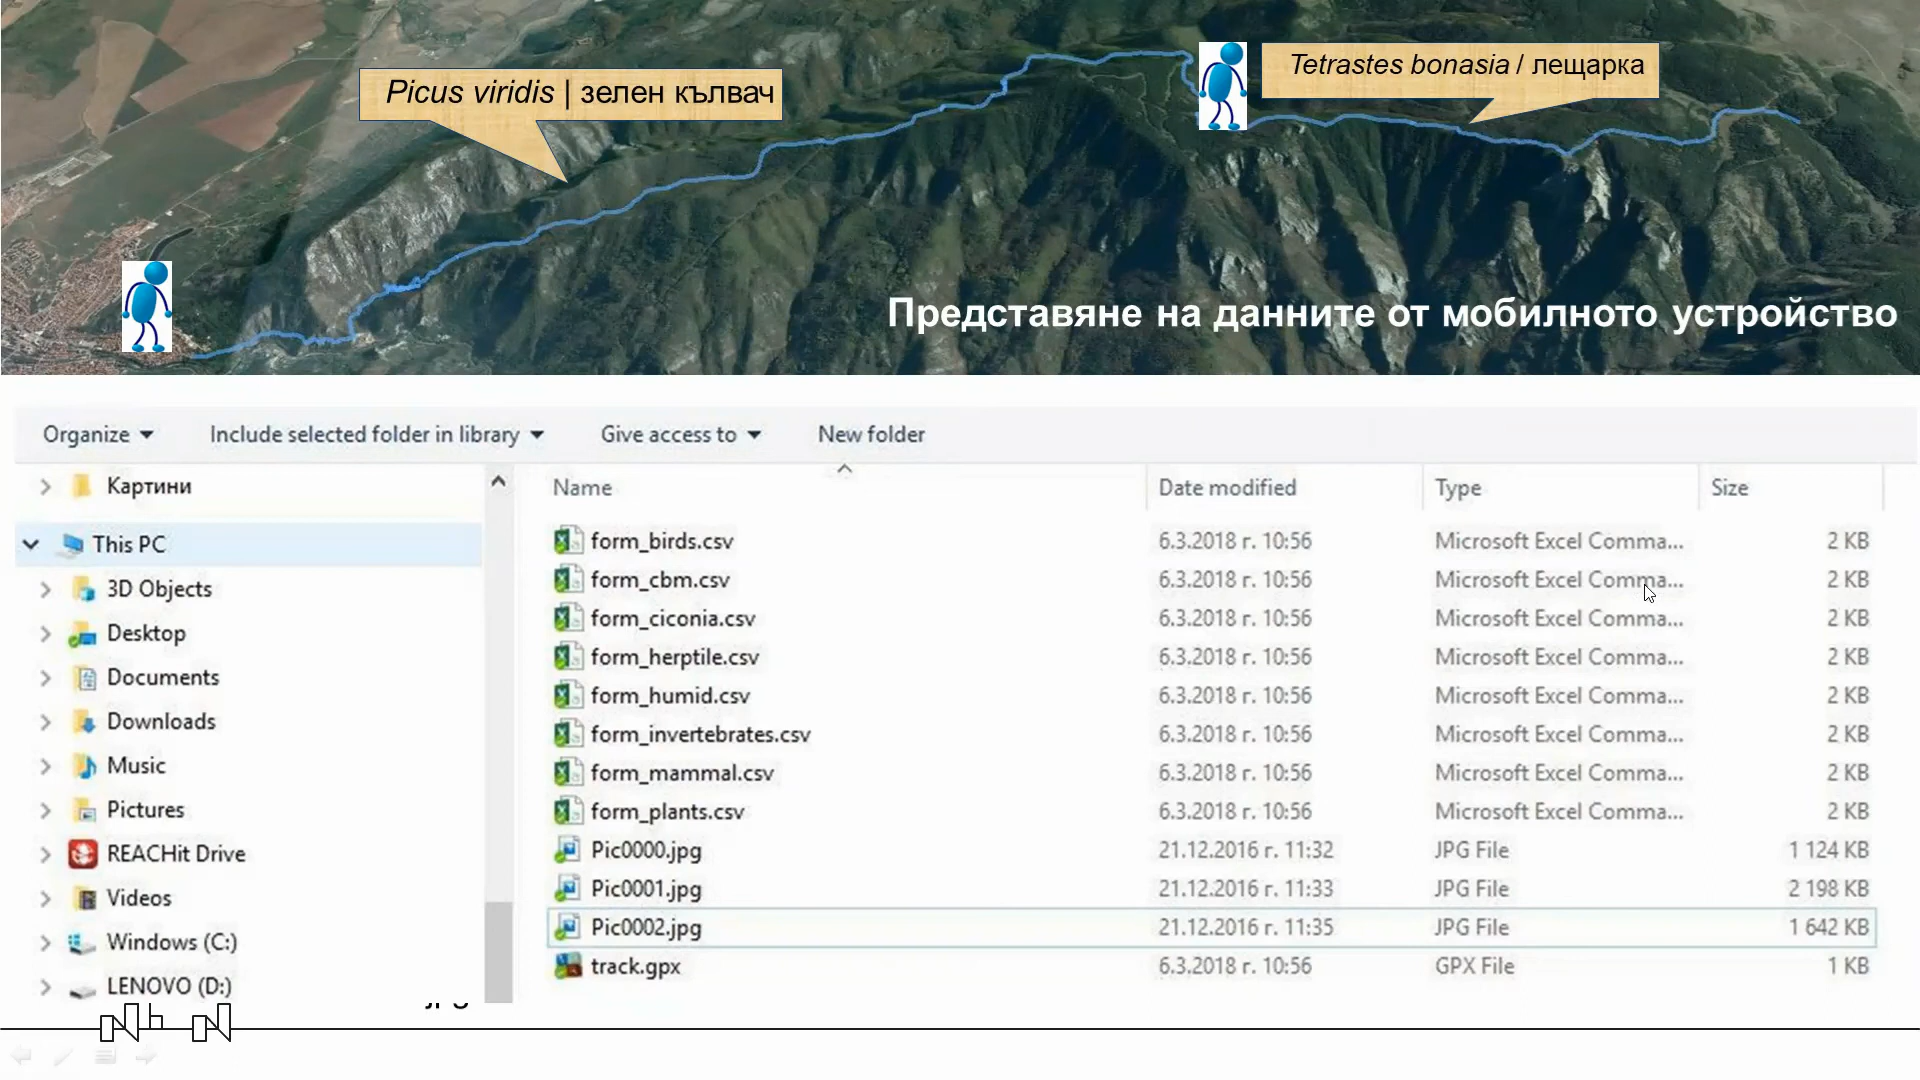 Picus viridis | зелен кълвач
Tetrastes bonasia / лещарка
Представяне на данните от мобилното устройство
Organize Include selected folder in library Give access to New folder
Name Date modified Type Size
Картини
This PC
3D Objects
Desktop
Documents
Downloads
Music
Pictures
REACHit Drive
Videos
Windows (C:)
LENOVO (D:)
form_birds.csv 6.3.2018 г. 10:56 Microsoft Excel Comma... 2 KB
form_cbm.csv 6.3.2018 г. 10:56 Microsoft Excel Comma... 2 KB
form_ciconia.csv 6.3.2018 г. 10:56 Microsoft Excel Comma... 2 KB
form_herptile.csv 6.3.2018 г. 10:56 Microsoft Excel Comma... 2 KB
form_humid.csv 6.3.2018 г. 10:56 Microsoft Excel Comma... 2 KB
form_invertebrates.csv 6.3.2018 г. 10:56 Microsoft Excel Comma... 2 KB
form_mammal.csv 6.3.2018 г. 10:56 Microsoft Excel Comma... 2 KB
form_plants.csv 6.3.2018 г. 10:56 Microsoft Excel Comma... 2 KB
Pic0000.jpg 21.12.2016 г. 11:32 JPG File 1 124 KB
Pic0001.jpg 21.12.2016 г. 11:33 JPG File 2 198 KB
Pic0002.jpg 21.12.2016 г. 11:35 JPG File 1 642 KB
track.gpx 6.3.2018 г. 10:56 GPX File 1 KB